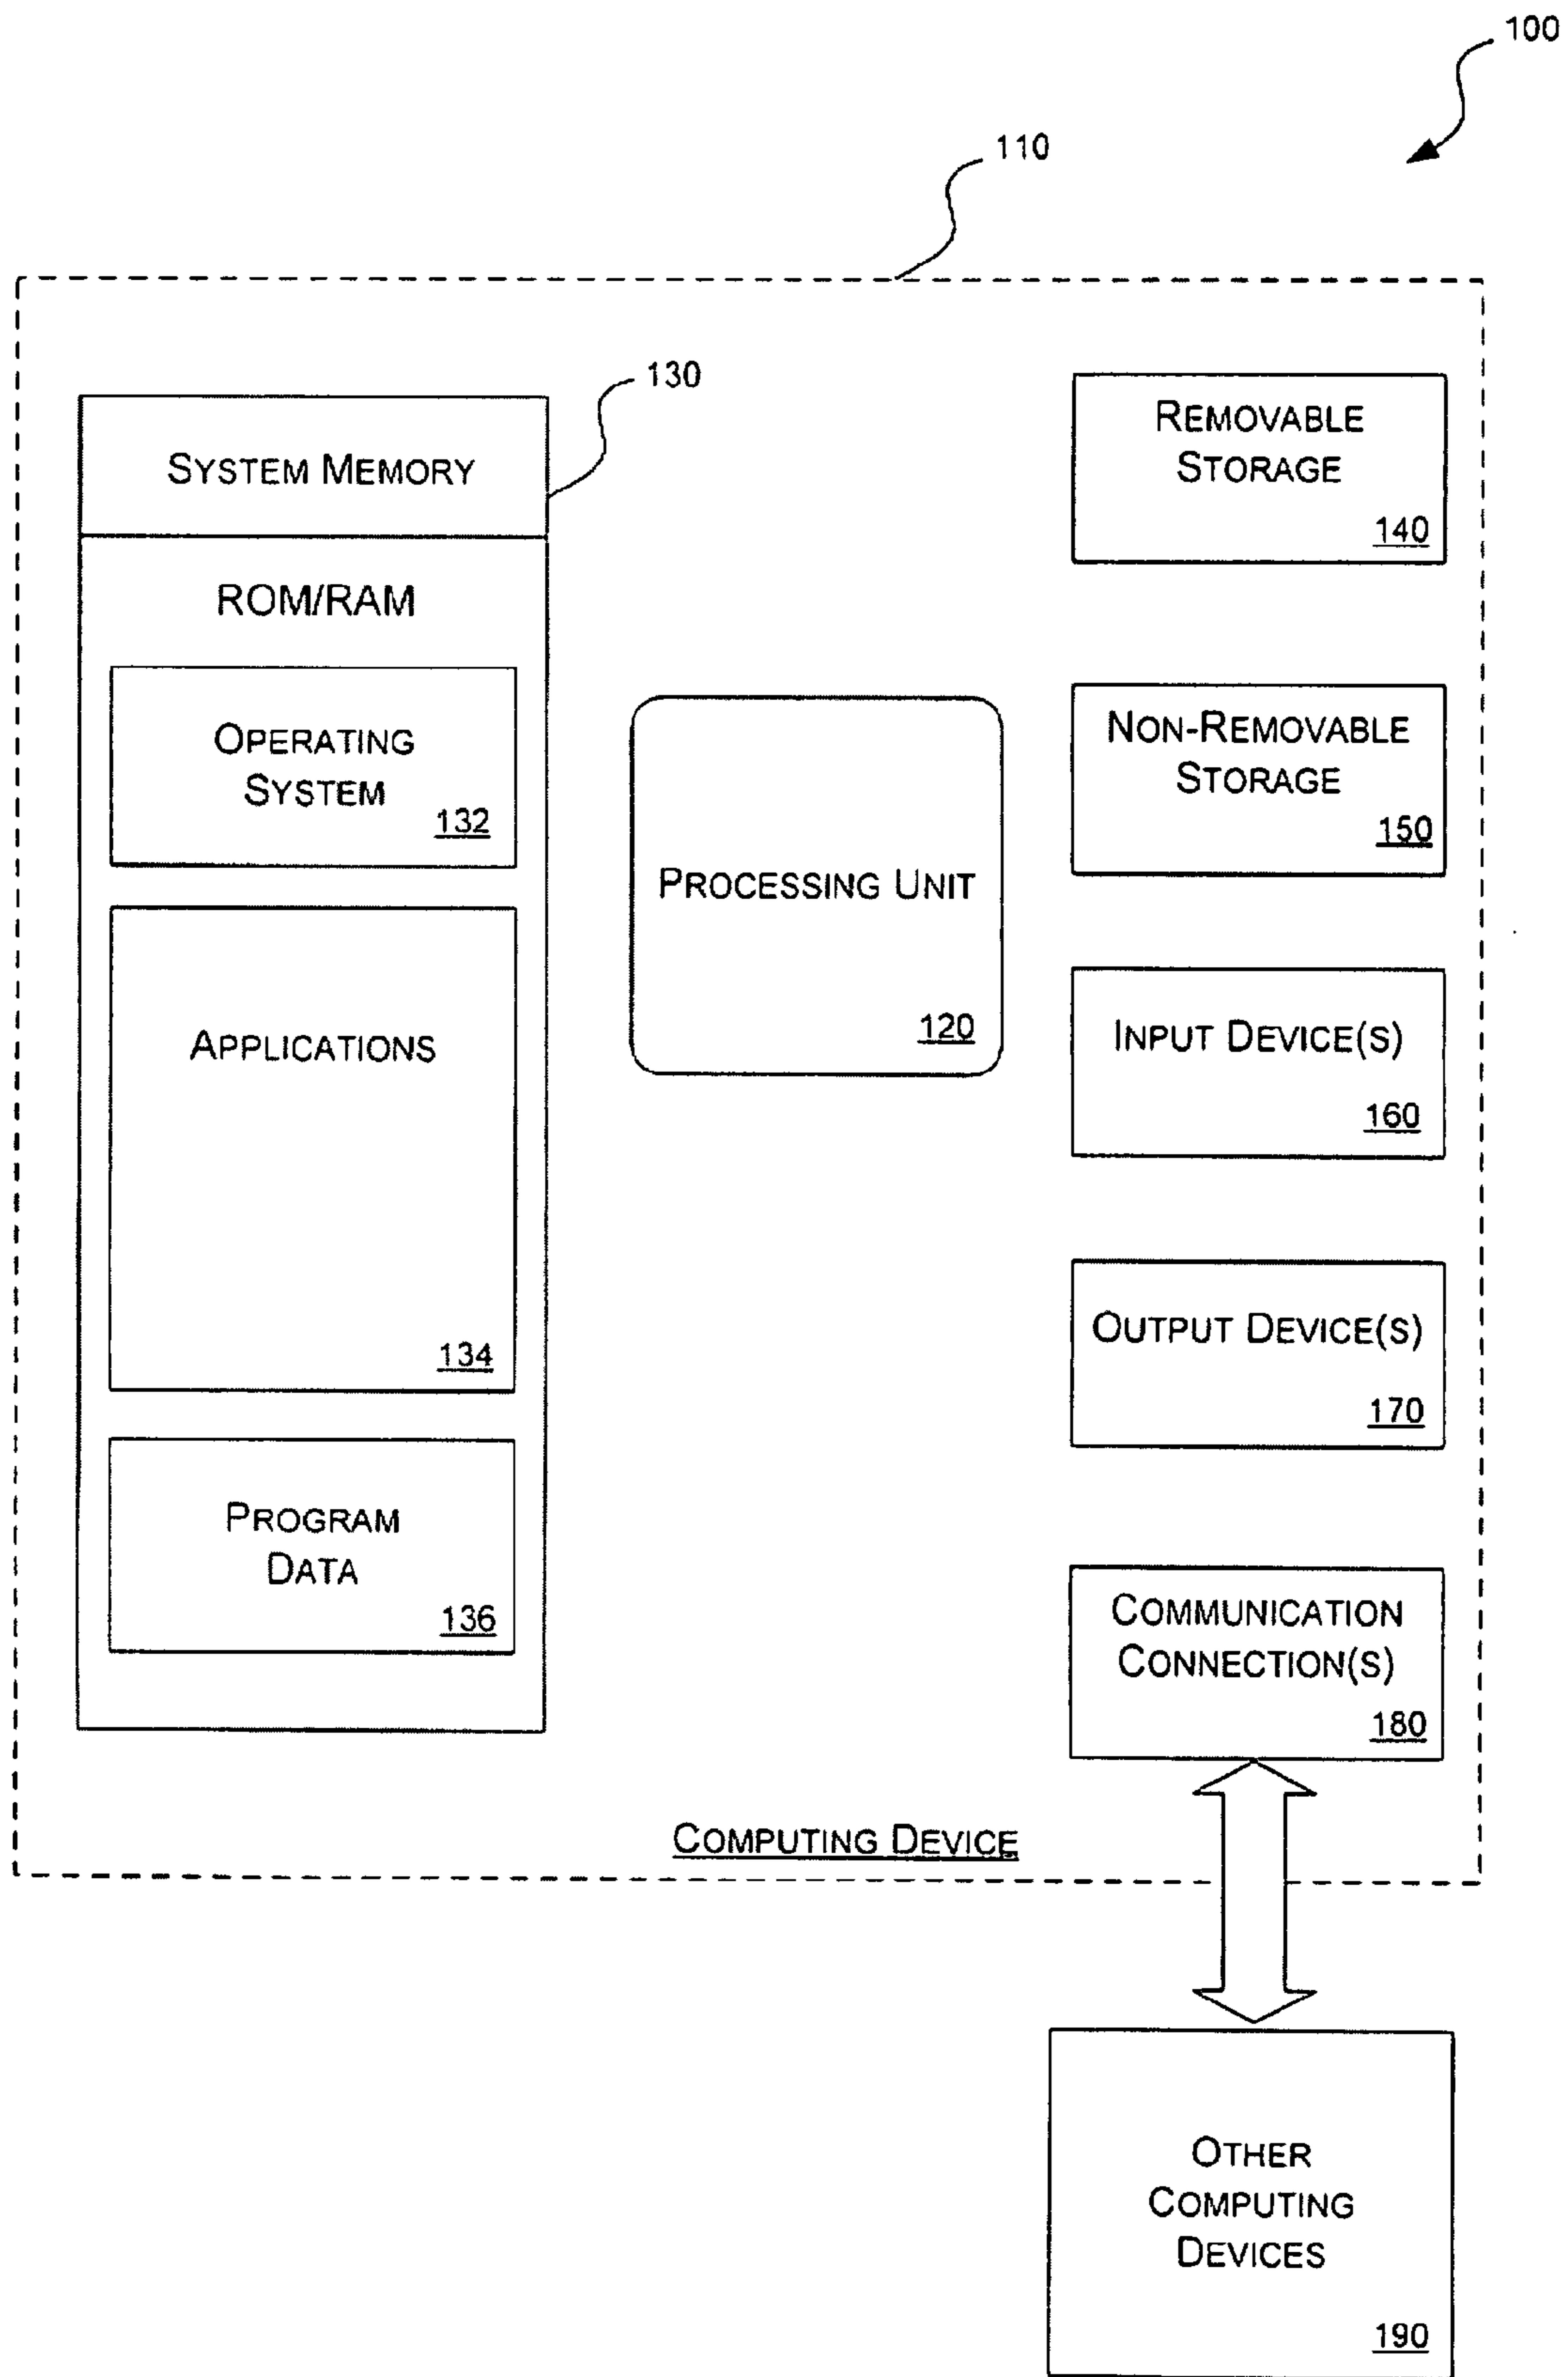 100
110
130
SYSTEM MEMORY
ROM/RAM
OPERATING
SYSTEM
132
APPLICATIONS
134
PROGRAM
DATA
136
PROCESSING UNIT
120
REMOVABLE
STORAGE
140
NON-REMOVABLE
STORAGE
150
INPUT DEVICE(S)
160
OUTPUT DEVICE(S)
170
COMMUNICATION
CONNECTION(S)
180
COMPUTING DEVICE
OTHER
COMPUTING
DEVICES
190